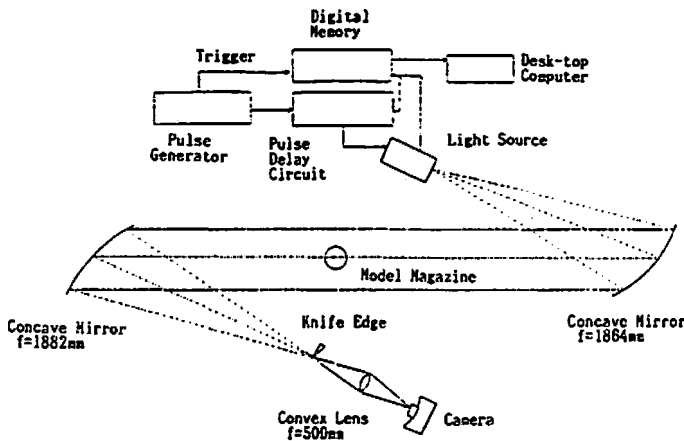 Digital
Memory
Trigger
Desk-top
Computer
Pulse
Generator
Pulse
Delay
Circuit
Light Source
Model Magazine
Concave Mirror
f=1882mm
Knife Edge
Concave Mirror
f=1864mm
Convex Lens
f=500mm
Camera